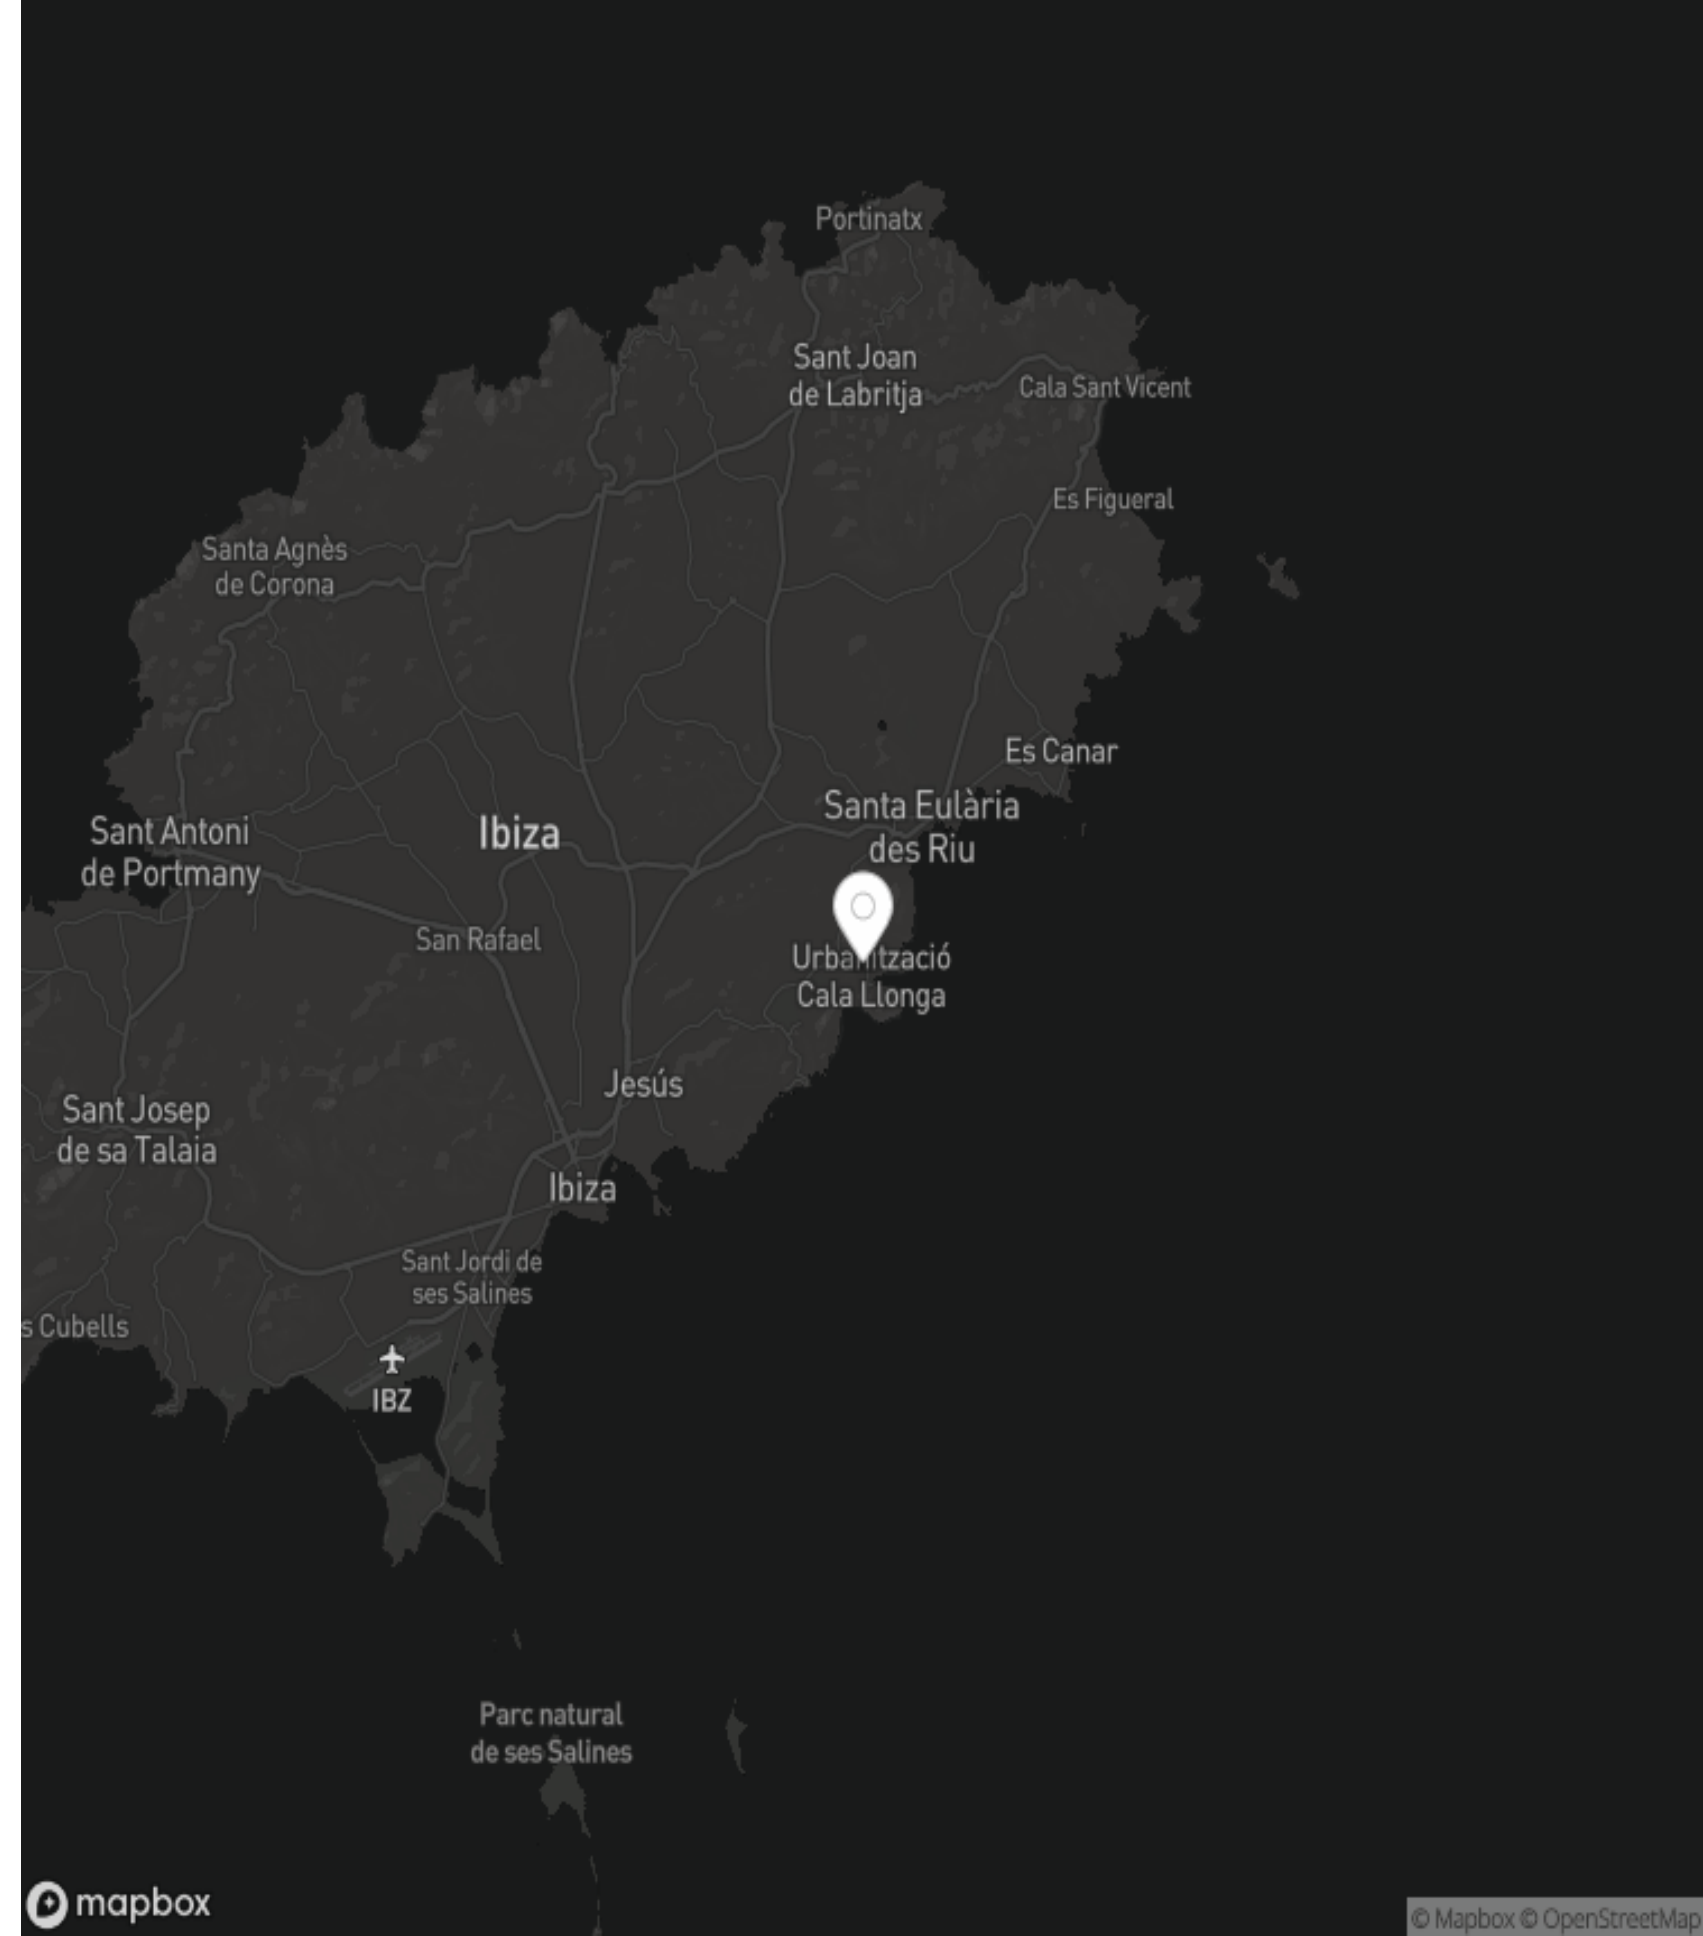 Portinatx
Sant Joan
de Labritja
Cala Sant Vicent
Es Figueral
Santa Agnès
de Corona
Es Canar
Santa Eulària
des Riu
Sant Antoni
de Portmany
Ibiza
San Rafael
Urbanització
Cala Llonga
Jesús
Sant Josep
de sa Talaia
Ibiza
Sant Jordi de
ses Salines
s Cubells
IBZ
Parc natural
de ses Salines
mapbox
© Mapbox © OpenStreetMap